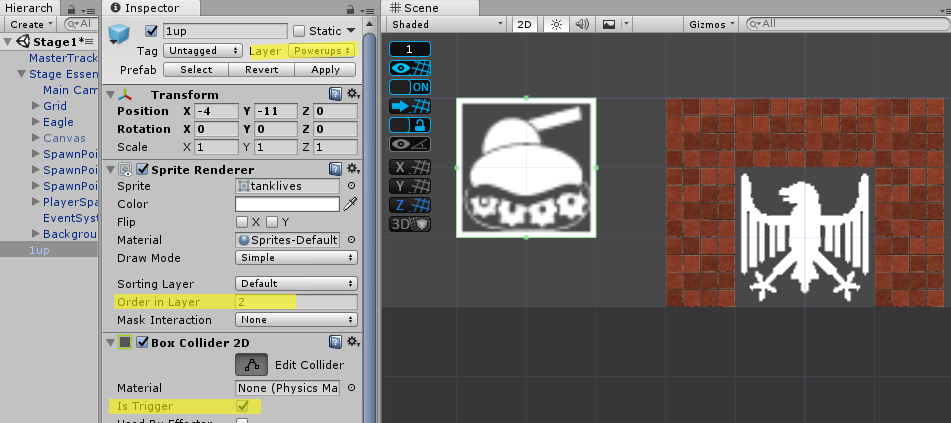 Hierarch
Create
All
Stage1*
MasterTrack
Stage Essen
Main Cam
Grid
Eagle
Canvas
SpawnPoi
SpawnPoi
SpawnPoi
PlayerSpa
EventSyst
Backgrou
1up
Inspector
1up
Static
Tag Untagged Layer Powerups
Prefab Select Revert Apply
Transform
Position X -4 Y -11 Z 0
Rotation X 0 Y 0 Z 0
Scale X 1 Y 1 Z 1
Sprite Renderer
Sprite tanklives
Color
Flip X Y
Material Sprites-Default
Draw Mode Simple
Sorting Layer Default
Order in Layer 2
Mask Interaction None
Box Collider 2D
Edit Collider
Material None (Physics Ma
Is Trigger
Used By Effector
Scene
Shaded 2D Gizmos All
1
ON
X
Y
Z
3D